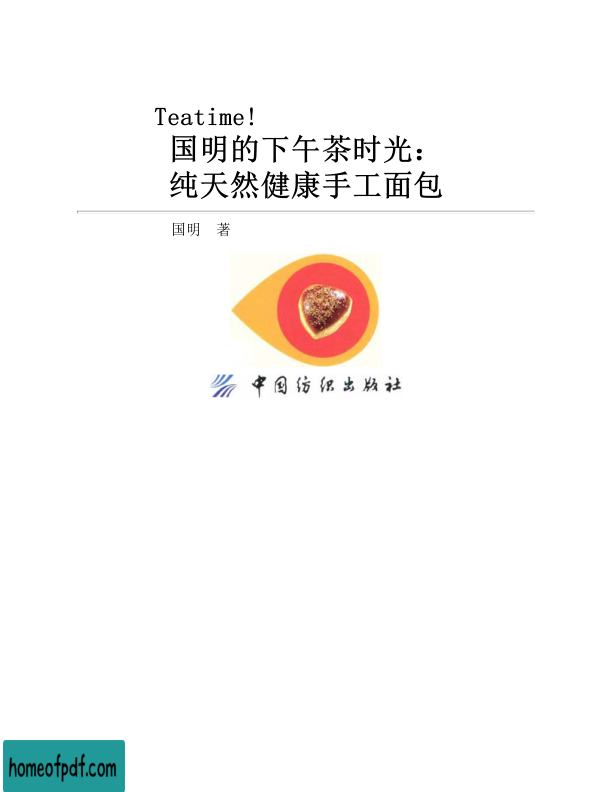 Teatime!
国明的下午茶时光：
纯天然健康手工面包
国明　著
中国纺织出版社
homeofpdf.com